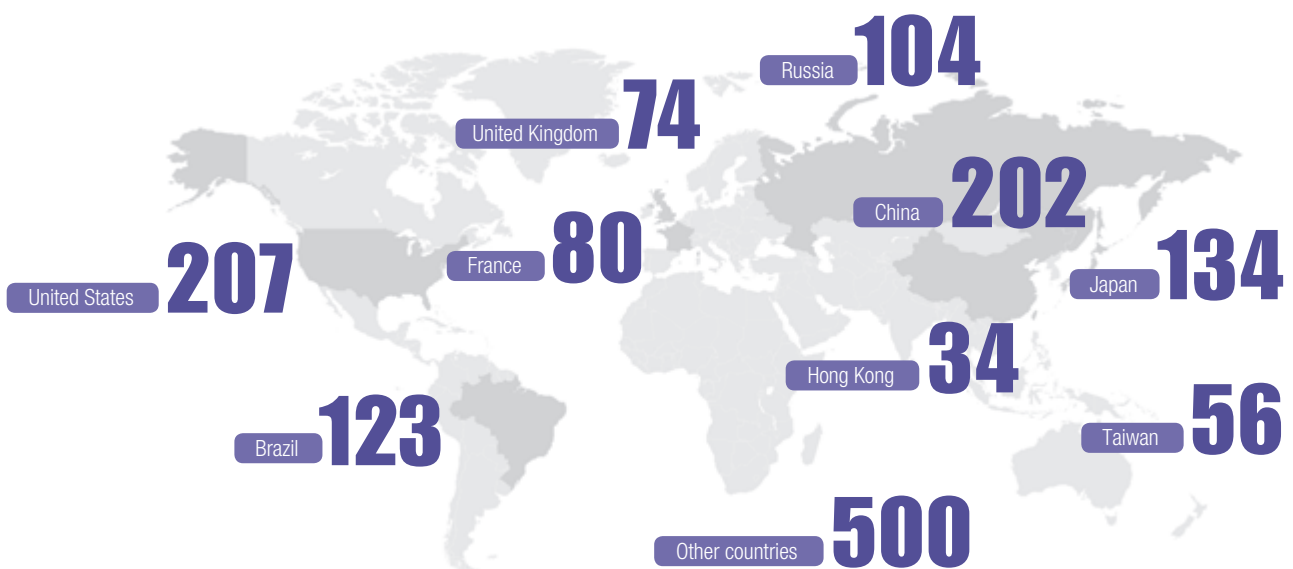 Russia 104
United Kingdom 74
China 202
France 80
United States 207
Japan 134
Hong Kong 34
Brazil 123
Taiwan 56
Other countries 500